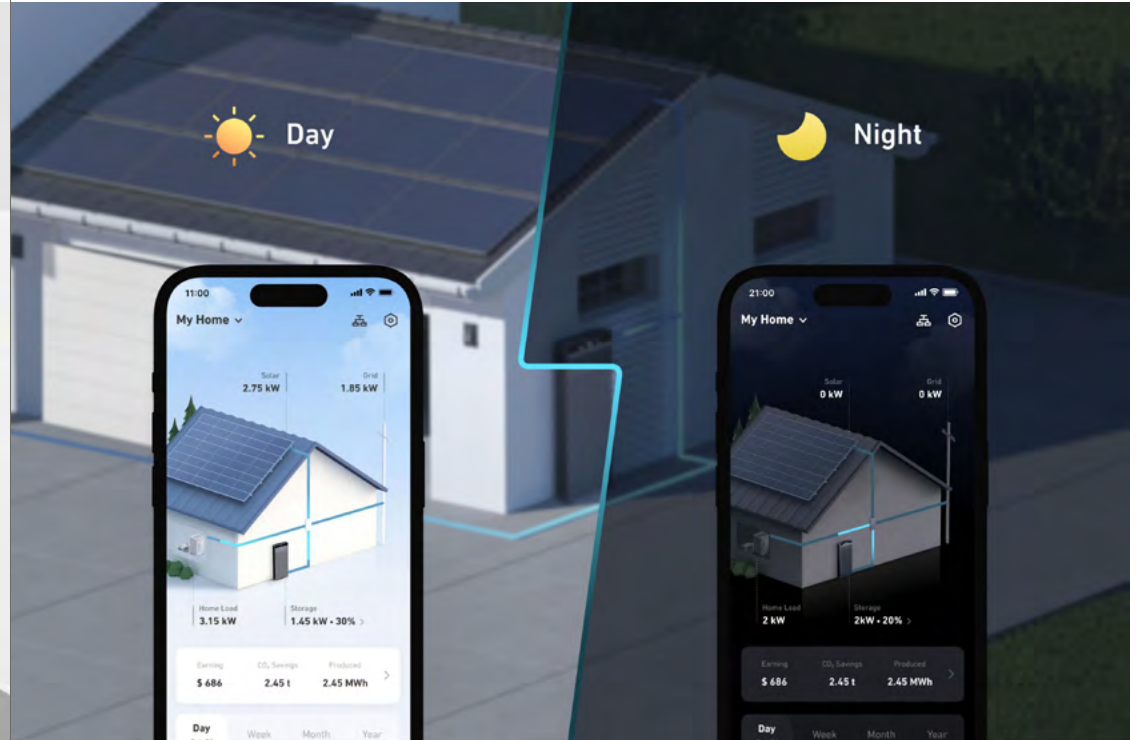 Day
Night
11:00
My Home
Solar
2.75 kW
Grid
1.85 kW
Home Load
3.15 kW
Storage
1.45 kW • 30% >
Earning
$ 686
CO₂ Savings
2.45 t
Produced
2.45 MWh
Day
Week
Month
Year
21:00
My Home
Solar
0 kW
Grid
0 kW
Home Load
2 kW
Storage
2kW • 20% >
Earning
$ 686
CO₂ Savings
2.45 t
Produced
2.45 MWh
Day
Week
Month
Year